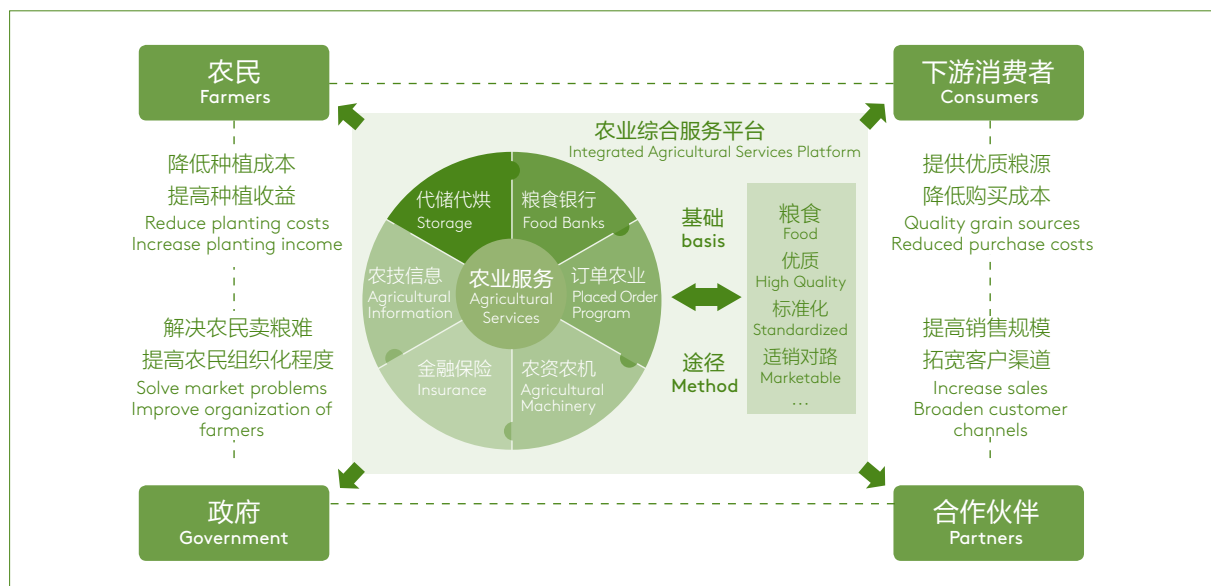 农民
Farmers
下游消费者
Consumers
农业综合服务平台
Integrated Agricultural Services Platform
降低种植成本
提高种植收益
Reduce planting costs
Increase planting income
解决农民卖粮难
提高农民组织化程度
Solve market problems
Improve organization of
farmers
代储代烘
Storage
粮食银行
Food Banks
农技信息
Agricultural
Information
农业服务
Agricultural
Services
订单农业
Placed Order
Program
金融保险
Insurance
农资农机
Agricultural
Machinery
基础
basis
途径
Method
粮食
Food
优质
High Quality
标准化
Standardized
适销对路
Marketable
…
提供优质粮源
降低购买成本
Quality grain sources
Reduced purchase costs
提高销售规模
拓宽客户渠道
Increase sales
Broaden customer
channels
政府
Government
合作伙伴
Partners